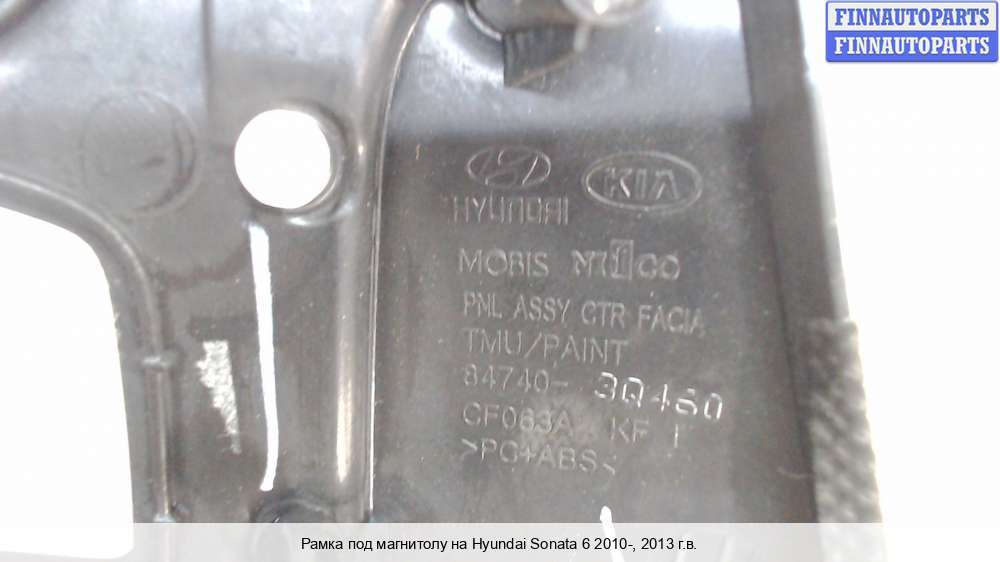 FINNAUTOPARTS
FINNAUTOPARTS
HYUNDAI
KIA
MOBIS
PNL ASSY CTR FACIA
TMU/PAINT
84740-3Q460
CF063A KF
>PC+ABS<
Рамка под магнитолу на Hyundai Sonata 6 2010-, 2013 г.в.